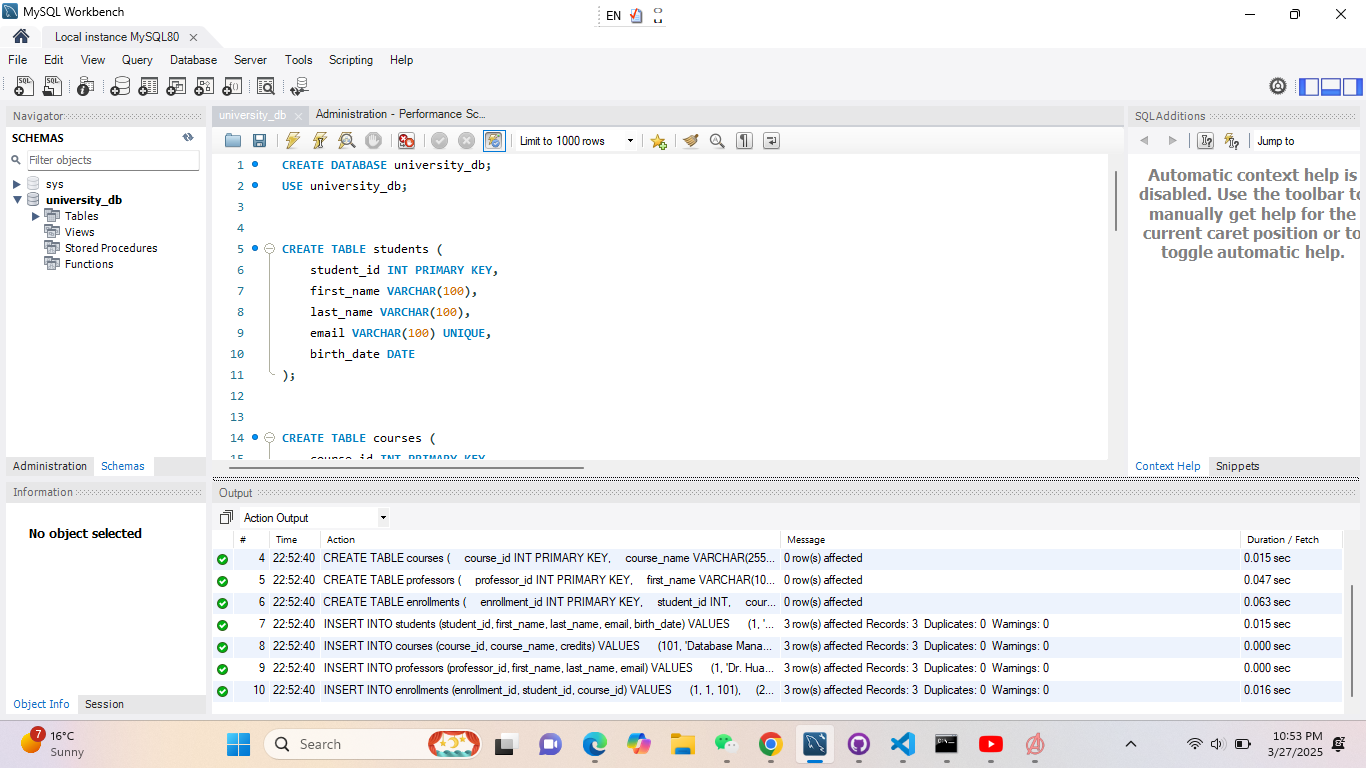 MySQL Workbench
EN
Local instance MySQL80
File Edit View Query Database Server Tools Scripting Help
Navigator
SCHEMAS
Filter objects
sys
university_db
Tables
Views
Stored Procedures
Functions
Administration Schemas
Information
No object selected
Object Info Session
university_db Administration - Performance Sc...
Limit to 1000 rows
1 CREATE DATABASE university_db;
2 USE university_db;
3
4
5 CREATE TABLE students (
6 student_id INT PRIMARY KEY,
7 first_name VARCHAR(100),
8 last_name VARCHAR(100),
9 email VARCHAR(100) UNIQUE,
10 birth_date DATE
11 );
12
13
14 CREATE TABLE courses (
15 course_id INT PRIMARY KEY
SQLAdditions
Jump to
Automatic context help is
disabled. Use the toolbar to
manually get help for the
current caret position or to
toggle automatic help.
Context Help Snippets
Output
Action Output
# Time Action Message Duration / Fetch
4 22:52:40 CREATE TABLE courses ( course_id INT PRIMARY KEY, course_name VARCHAR(255... 0 row(s) affected 0.015 sec
5 22:52:40 CREATE TABLE professors ( professor_id INT PRIMARY KEY, first_name VARCHAR(10... 0 row(s) affected 0.047 sec
6 22:52:40 CREATE TABLE enrollments ( enrollment_id INT PRIMARY KEY, student_id INT, cour... 0 row(s) affected 0.063 sec
7 22:52:40 INSERT INTO students (student_id, first_name, last_name, email, birth_date) VALUES (1, '... 3 row(s) affected Records: 3 Duplicates: 0 Warnings: 0 0.015 sec
8 22:52:40 INSERT INTO courses (course_id, course_name, credits) VALUES (101, 'Database Mana... 3 row(s) affected Records: 3 Duplicates: 0 Warnings: 0 0.000 sec
9 22:52:40 INSERT INTO professors (professor_id, first_name, last_name, email) VALUES (1, 'Dr. Hua... 3 row(s) affected Records: 3 Duplicates: 0 Warnings: 0 0.000 sec
10 22:52:40 INSERT INTO enrollments (enrollment_id, student_id, course_id) VALUES (1, 1, 101), (2... 3 row(s) affected Records: 3 Duplicates: 0 Warnings: 0 0.016 sec
7
16°C
Sunny
Search
10:53 PM
3/27/2025